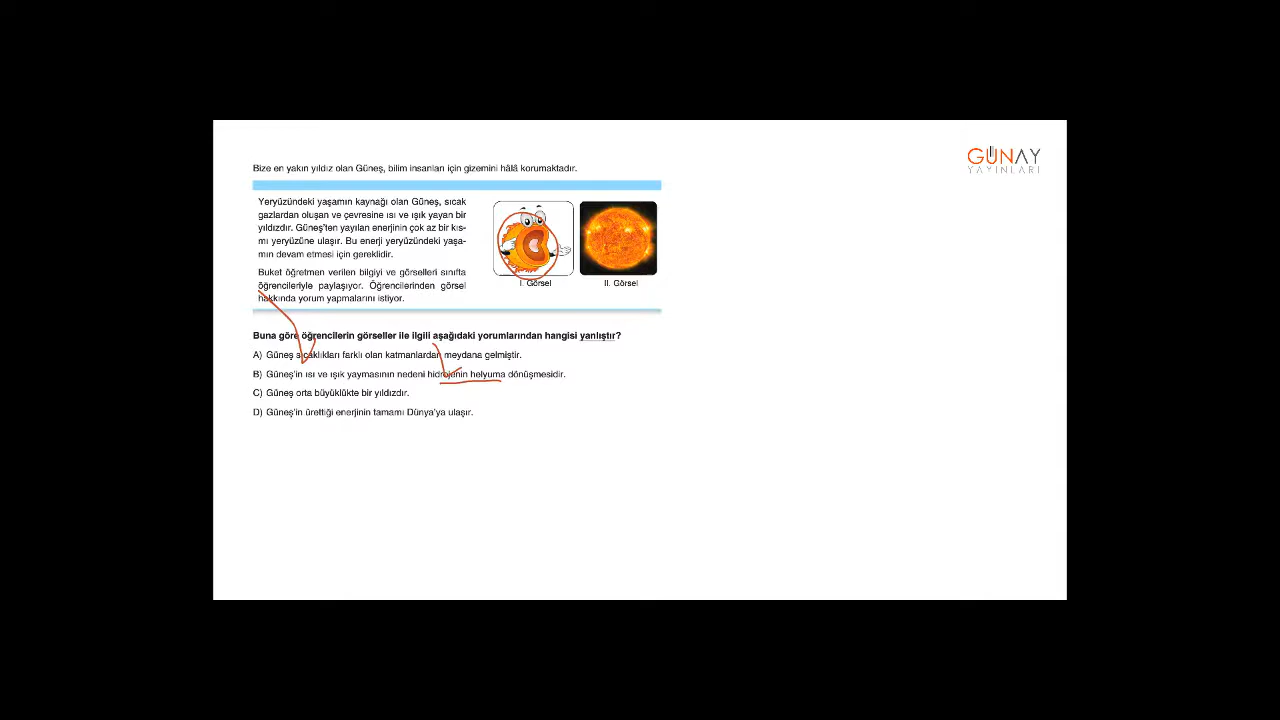 GÜNAY
YAYINLARI
Bize en yakın yıldız olan Güneş, bilim insanları için gizemini hâlâ korumaktadır.
Yeryüzündeki yaşamın kaynağı olan Güneş, sıcak
gazlardan oluşan ve çevresine ısı ve ışık yayan bir
yıldızdır. Güneş'ten yayılan enerjinin çok az bir kıs-
mı yeryüzüne ulaşır. Bu enerji yeryüzündeki yaşa-
mın devam etmesi için gereklidir.
Buket öğretmen verilen bilgiyi ve görselleri sınıfta
öğrencileriyle paylaşıyor. Öğrencilerinden görsel
hakkında yorum yapmalarını istiyor.
I. Görsel
II. Görsel
Buna göre öğrencilerin görseller ile ilgili aşağıdaki yorumlarından hangisi yanlıştır?
A) Güneş sıcaklıkları farklı olan katmanlardan meydana gelmiştir.
B) Güneş'in ısı ve ışık yaymasının nedeni hidrojenin helyuma dönüşmesidir.
C) Güneş orta büyüklükte bir yıldızdır.
D) Güneş'in ürettiği enerjinin tamamı Dünya'ya ulaşır.